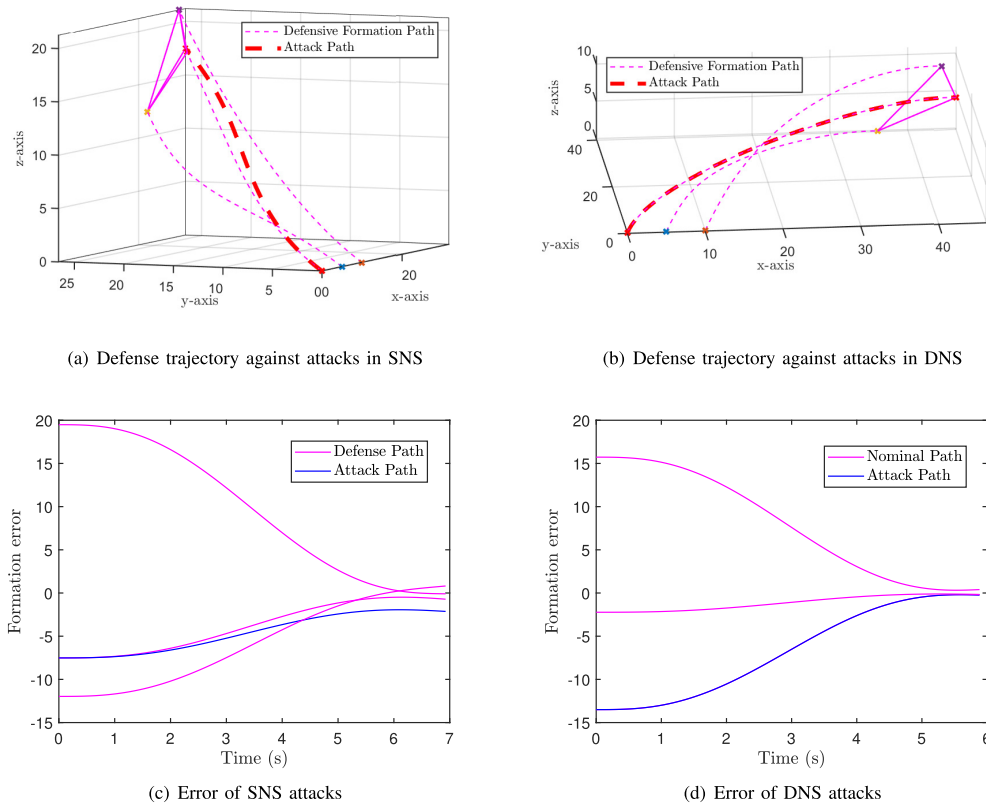 Defensive Formation Path
Attack Path
20
15
10
5
0
z-axis
25
20
15
10
5
00
20
y-axis
x-axis
(a) Defense trajectory against attacks in SNS
Defensive Formation Path
Attack Path
10
5
0
z-axis
40
20
0
y-axis
0
10
20
30
40
x-axis
(b) Defense trajectory against attacks in DNS
20
15
10
5
0
-5
-10
-15
Formation error
Defense Path
Attack Path
0 1 2 3 4 5 6 7
Time (s)
(c) Error of SNS attacks
20
15
10
5
0
-5
-10
-15
Formation error
Nominal Path
Attack Path
0 1 2 3 4 5 6
Time (s)
(d) Error of DNS attacks